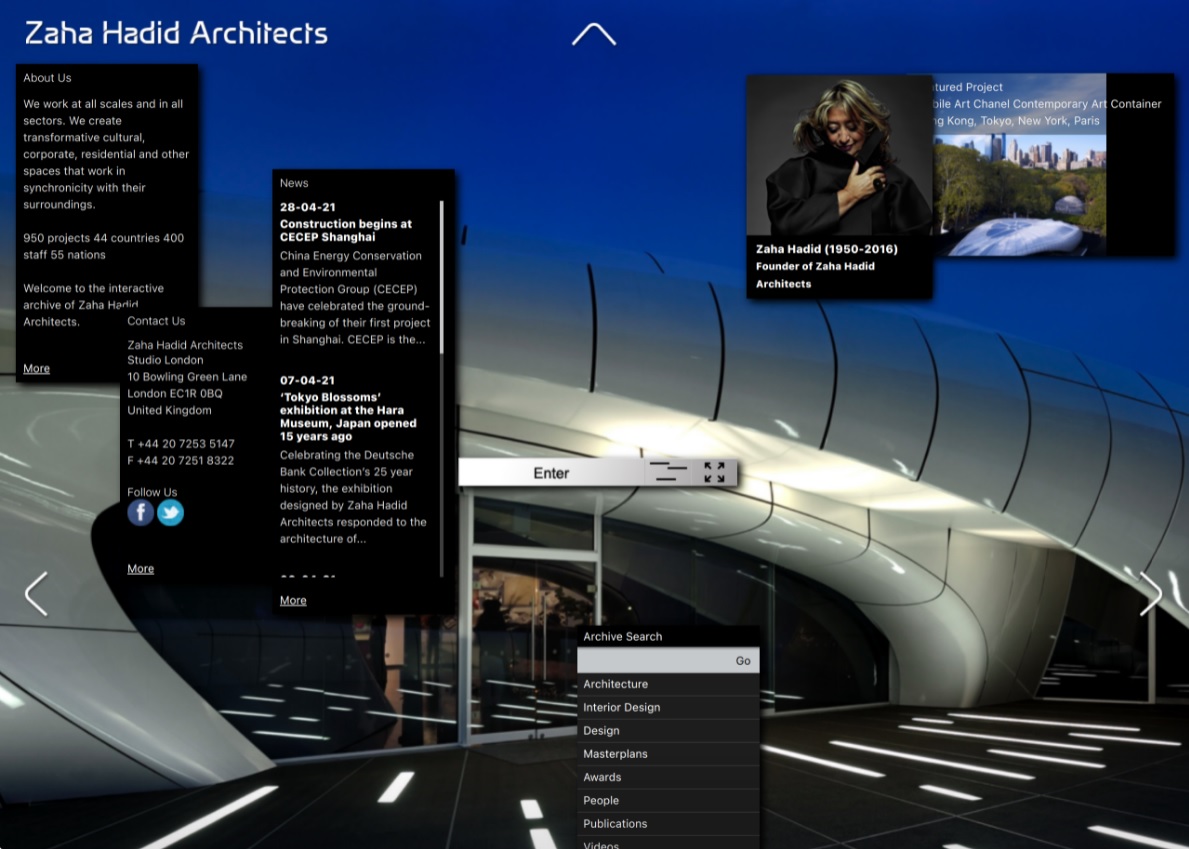 Zaha Hadid Architects
About Us
We work at all scales and in all
sectors. We create
transformative cultural,
corporate, residential and other
spaces that work in
synchronicity with their
surroundings.
950 projects 44 countries 400
staff 55 nations
Welcome to the interactive
archive of Zaha Hadid
Architects.
More
Contact Us
Zaha Hadid Architects
Studio London
10 Bowling Green Lane
London EC1R 0BQ
United Kingdom
T +44 20 7253 5147
F +44 20 7251 8322
Follow Us
f
More
News
28-04-21
Construction begins at
CECEP Shanghai
China Energy Conservation
and Environmental
Protection Group (CECEP)
have celebrated the ground-
breaking of their first project
in Shanghai. CECEP is the...
07-04-21
‘Tokyo Blossoms’
exhibition at the Hara
Museum, Japan opened
15 years ago
Celebrating the Deutsche
Bank Collection's 25 year
history, the exhibition
designed by Zaha Hadid
Architects responded to the
architecture of...
More
Enter
Zaha Hadid (1950-2016)
Founder of Zaha Hadid
Architects
tured Project
bile Art Chanel Contemporary Art Container
ng Kong, Tokyo, New York, Paris
Archive Search
Go
Architecture
Interior Design
Design
Masterplans
Awards
People
Publications
Videos